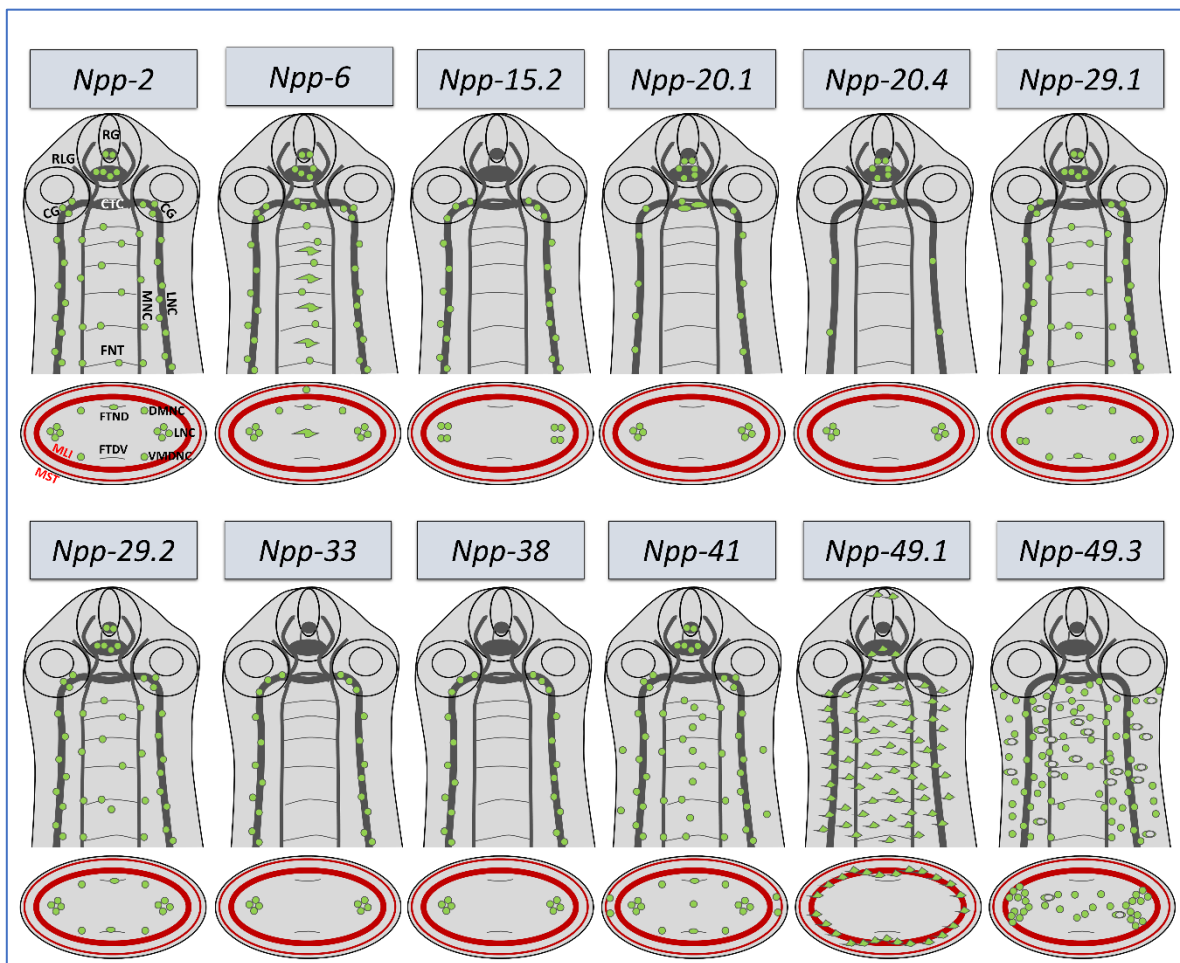 Npp-2
Npp-6
Npp-15.2
Npp-20.1
Npp-20.4
Npp-29.1
RG
RLG
CG
CTC
CG
MNC
LNC
FNT
FTND
DMNC
LNC
MLI
FTDV
VMDNC
MST
Npp-29.2
Npp-33
Npp-38
Npp-41
Npp-49.1
Npp-49.3